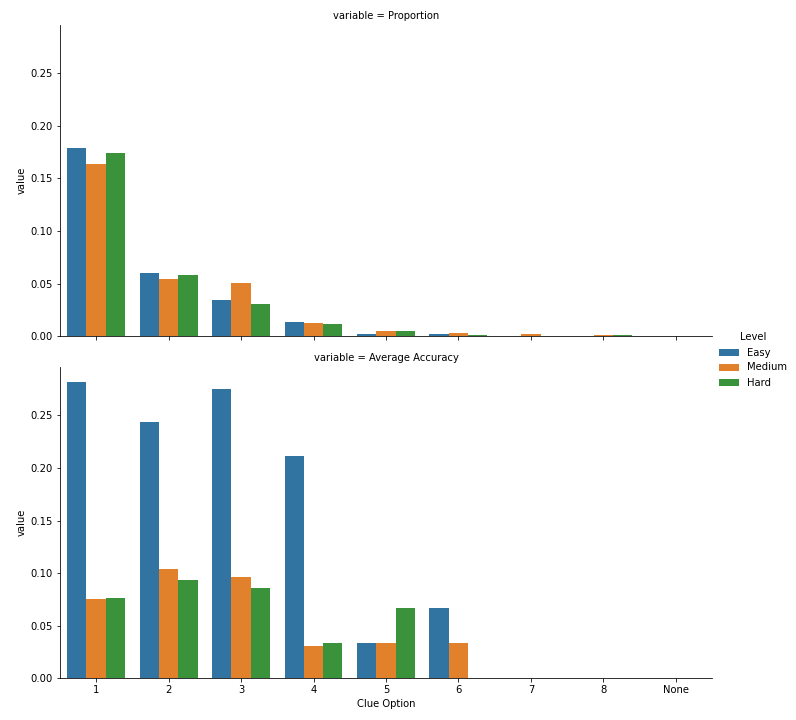 variable = Proportion
0.25
0.20
0.15
0.10
0.05
0.00
value
variable = Average Accuracy
0.25
0.20
0.15
0.10
0.05
0.00
value
1 2 3 4 5 6 7 8 None
Clue Option
Level
Easy
Medium
Hard